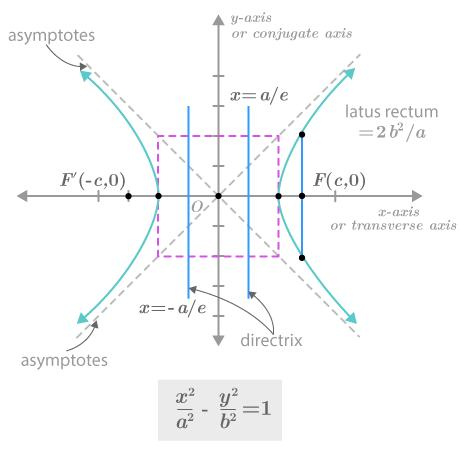 y-axis
or conjugate axis
asymptotes
x=a/e
latus rectum
=2b²/a
F′(-c,0)
F(c,0)
O
x-axis
or transverse axis
x=-a/e
directrix
asymptotes
x²/a² - y²/b² =1